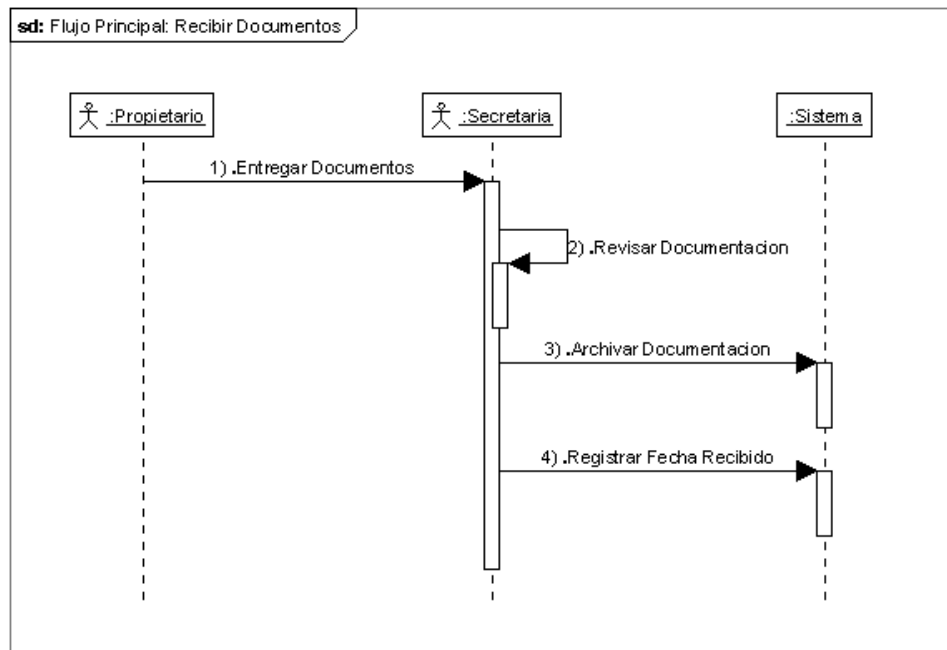 sd: Flujo Principal: Recibir Documentos
:Propietario
:Secretaria
:Sistema
1) .Entregar Documentos
2) .Revisar Documentacion
3) .Archivar Documentacion
4) .Registrar Fecha Recibido